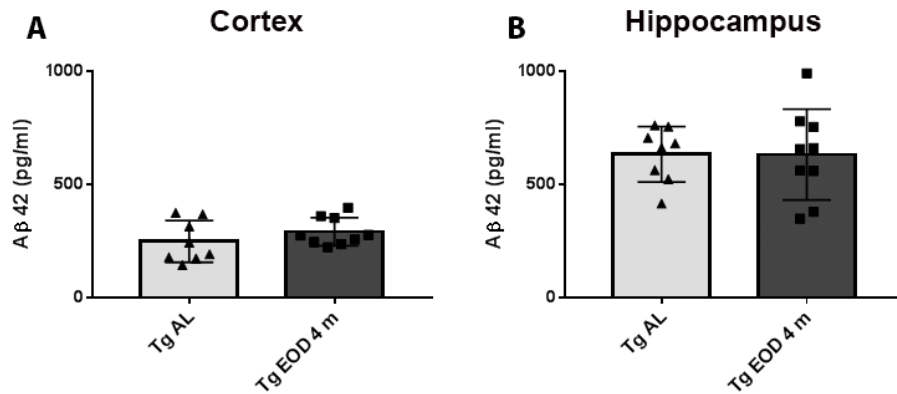 A
Cortex
Aβ 42 (pg/ml)
1000
500
0
Tg AL
Tg EOD 4 m
B
Hippocampus
Aβ 42 (pg/ml)
1000
500
0
Tg AL
Tg EOD 4 m